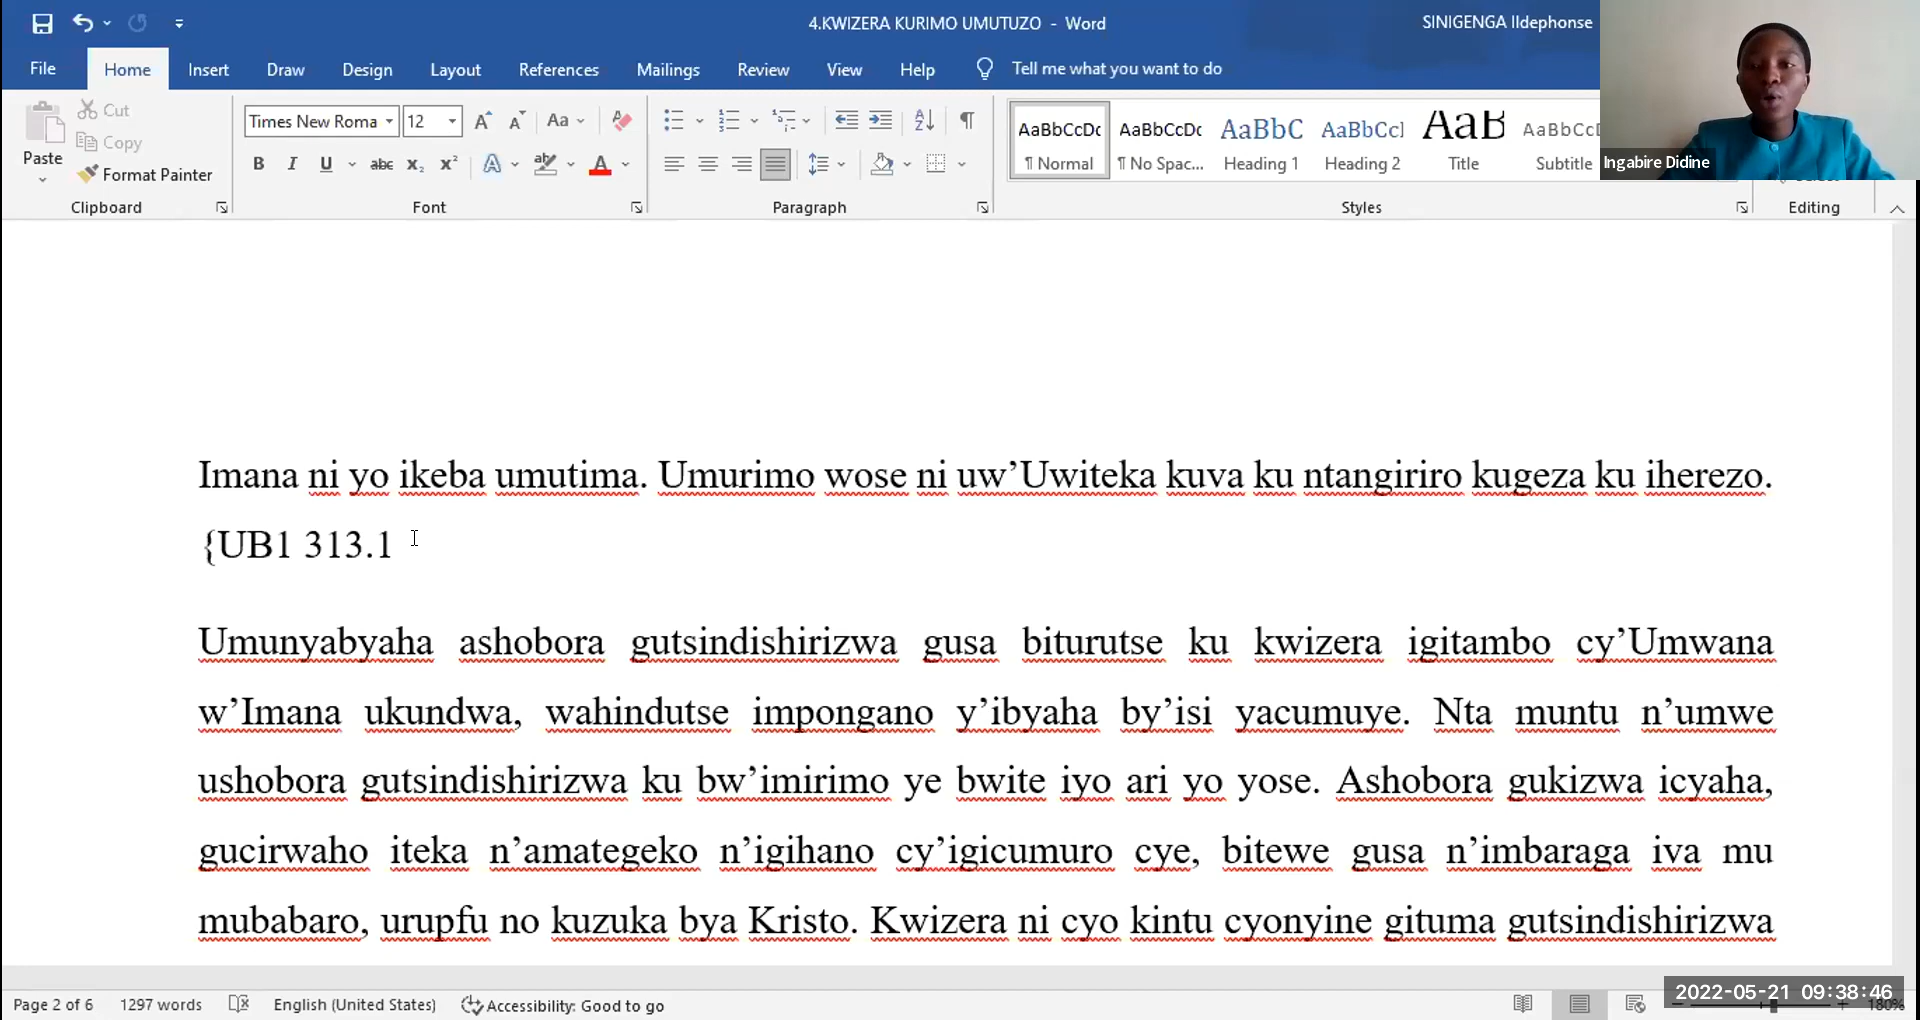 4.KWIZERA KURIMO UMUTUZO - Word
SINIGENGA Ildephonse
File Home Insert Draw Design Layout References Mailings Review View Help Tell me what you want to do
Paste
Cut
Copy
Format Painter
Clipboard
Times New Roma 12
Font
Paragraph
AaBbCcDc AaBbCcDc AaBbC AaBbCcl AaB AaBbCcD
¶ Normal ¶ No Spac... Heading 1 Heading 2 Title Subtitle
Styles
Editing
Ingabire Didine
Imana ni yo ikeba umutima. Umurimo wose ni uw’Uwiteka kuva ku ntangiriro kugeza ku iherezo.
{UB1 313.1
Umunyabyaha ashobora gutsindishirizwa gusa biturutse ku kwizera igitambo cy’Umwana
w’Imana ukundwa, wahindutse impongano y’ibyaha by’isi yacumuye. Nta muntu n’umwe
ushobora gutsindishirizwa ku bw’imirimo ye bwite iyo ari yo yose. Ashobora gukizwa icyaha,
gucirwaho iteka n’amategeko n’igihano cy’igicumuro cye, bitewe gusa n’imbaraga iva mu
mubabaro, urupfu no kuzuka bya Kristo. Kwizera ni cyo kintu cyonyine gituma gutsindishirizwa
Page 2 of 6 1297 words English (United States) Accessibility: Good to go
2022-05-21 09:38:46
180%